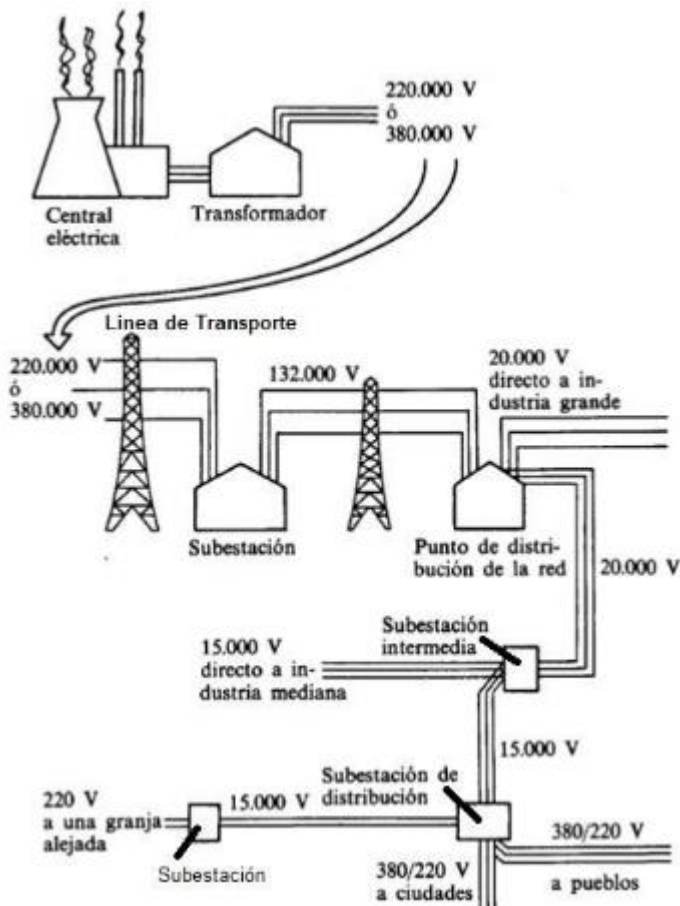 220.000 V
ó
380.000 V
Central
eléctrica
Transformador
Linea de Transporte
220.000 V
ó
380.000 V
132.000 V
20.000 V
directo a in-
dustria grande
Subestación
Punto de distri-
bución de la red
20.000 V
Subestación
intermedia
15.000 V
directo a in-
dustria mediana
15.000 V
Subestación de
distribución
220 V
a una granja
alejada
15.000 V
Subestación
380/220 V
a ciudades
380/220 V
a pueblos